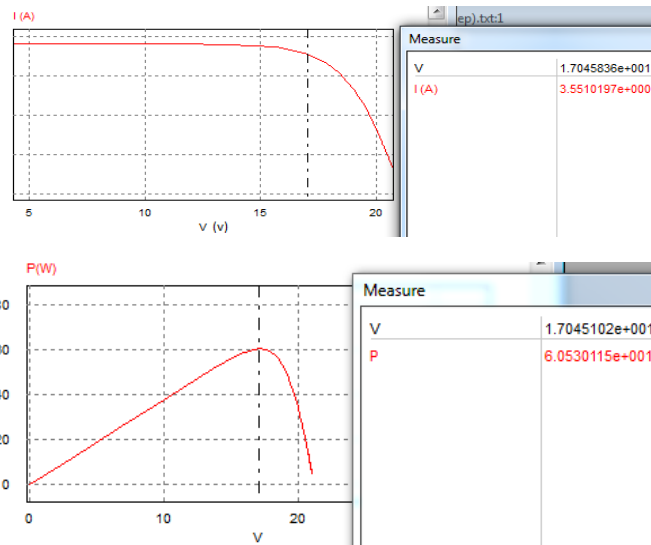 I (A)
ep).txt:1
Measure
V 1.7045836e+001
I (A) 3.5510197e+000
5 10 15 20
V (v)
P(W)
Measure
V 1.7045102e+001
P 6.0530115e+001
0
0 10 20
V